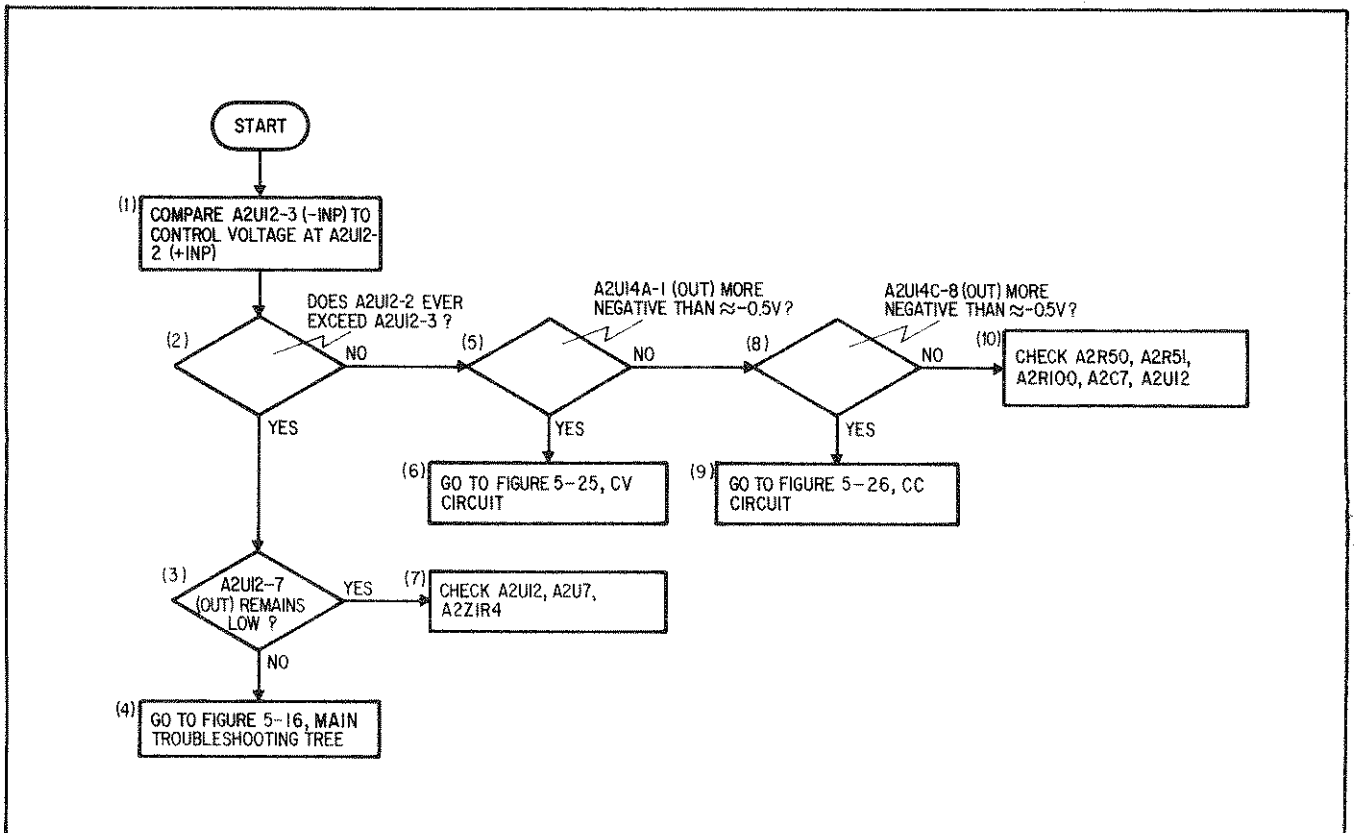 START
(1)
COMPARE A2U12-3 (-INP) TO
CONTROL VOLTAGE AT A2U12-
2 (+INP)
DOES A2U12-2 EVER
EXCEED A2U12-3 ?
(2)
NO
YES
A2U14A-1 (OUT) MORE
NEGATIVE THAN ≈-0.5V ?
(5)
NO
YES
A2U14C-8 (OUT) MORE
NEGATIVE THAN ≈-0.5V ?
(8)
NO
YES
(10)
CHECK A2R50, A2R51,
A2R100, A2C7, A2U12
(6)
GO TO FIGURE 5-25, CV
CIRCUIT
(9)
GO TO FIGURE 5-26, CC
CIRCUIT
(3)
A2U12-7
(OUT) REMAINS
LOW ?
YES
NO
(7)
CHECK A2U12, A2U7,
A2Z1R4
(4)
GO TO FIGURE 5-16, MAIN
TROUBLESHOOTING TREE